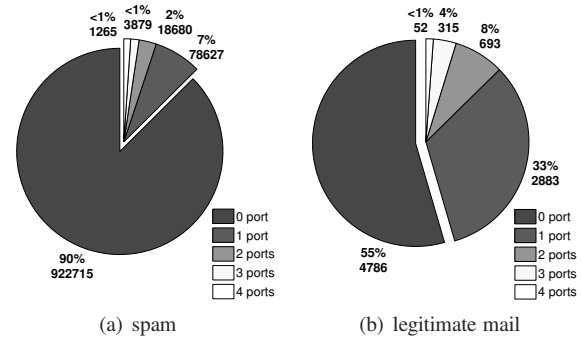 <1%
1265
<1%
3879
2%
18680
7%
78627
90%
922715
0 port
1 port
2 ports
3 ports
4 ports
(a) spam
<1%
52
4%
315
8%
693
33%
2883
55%
4786
0 port
1 port
2 ports
3 ports
4 ports
(b) legitimate mail